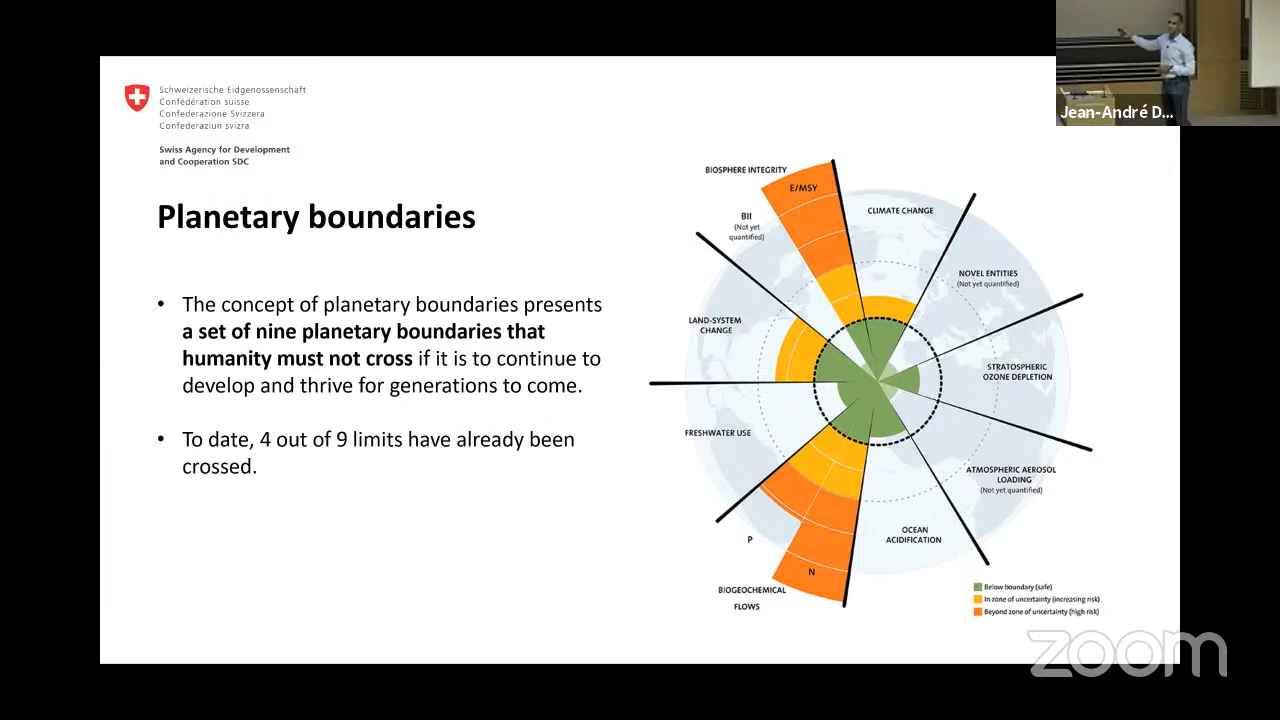 Schweizerische Eidgenossenschaft
Confédération suisse
Confederazione Svizzera
Confederaziun svizra
Swiss Agency for Development
and Cooperation SDC
Jean-André D...
Planetary boundaries
• The concept of planetary boundaries presents
a set of nine planetary boundaries that
humanity must not cross if it is to continue to
develop and thrive for generations to come.
• To date, 4 out of 9 limits have already been
crossed.
BIOSPHERE INTEGRITY
E/MSY
BII
(Not yet
quantified)
CLIMATE CHANGE
NOVEL ENTITIES
(Not yet quantified)
LAND-SYSTEM
CHANGE
STRATOSPHERIC
OZONE DEPLETION
FRESHWATER USE
ATMOSPHERIC AEROSOL
LOADING
(Not yet quantified)
OCEAN
ACIDIFICATION
P
N
BIOGEOCHEMICAL
FLOWS
Below boundary (safe)
In zone of uncertainty (increasing risk)
Beyond zone of uncertainty (high risk)
zoom